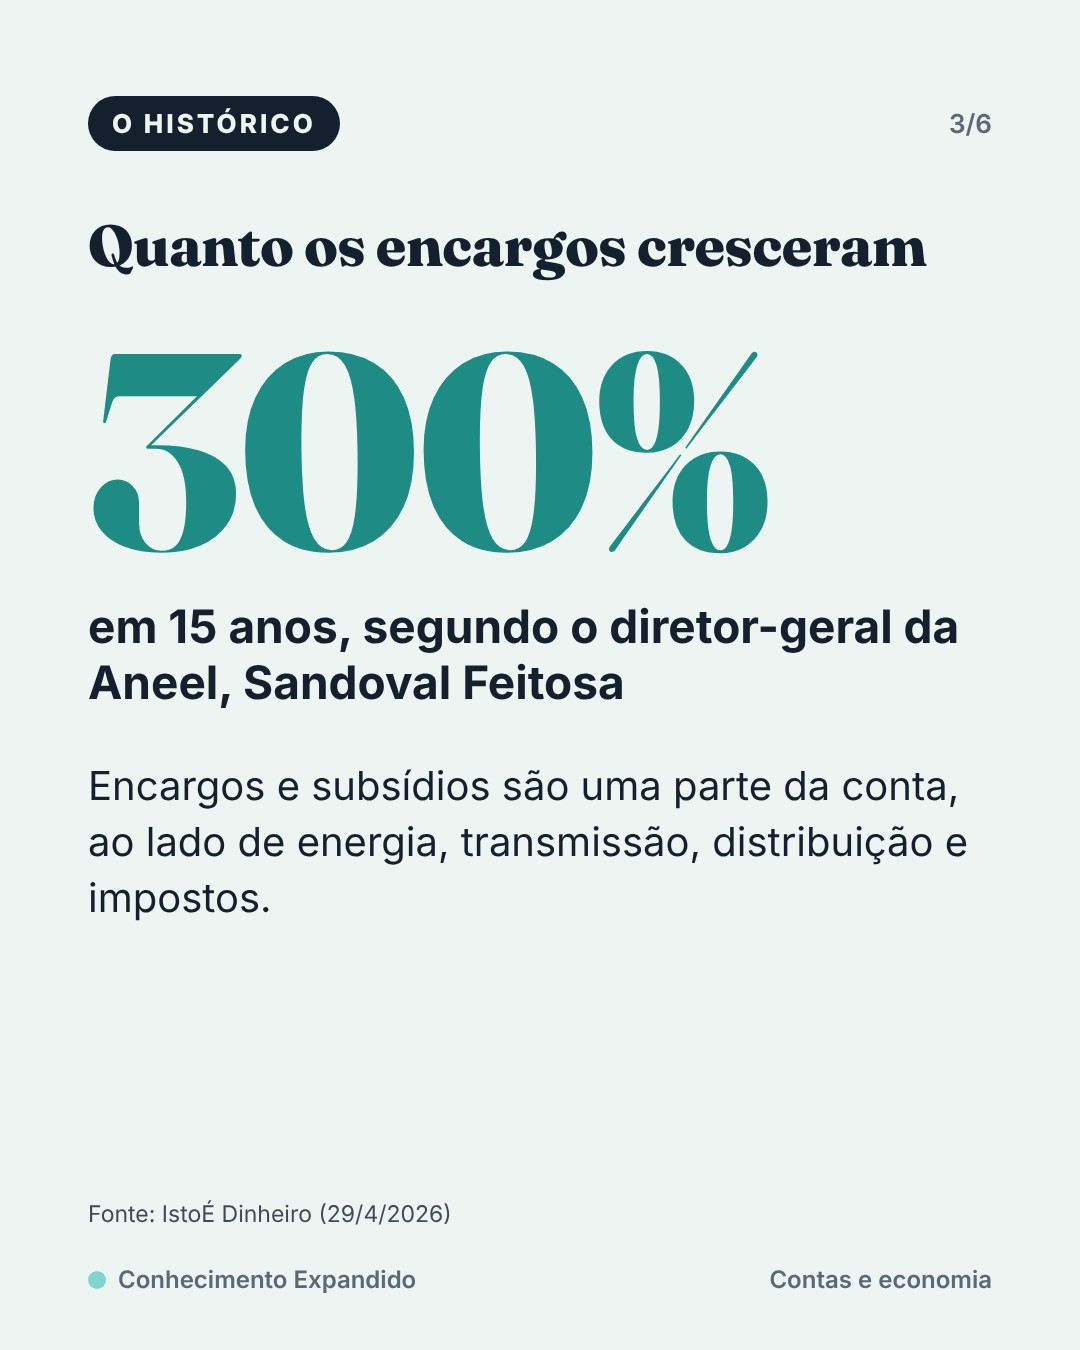 O HISTÓRICO
3/6
Quanto os encargos cresceram
300%
em 15 anos, segundo o diretor-geral da
Aneel, Sandoval Feitosa
Encargos e subsídios são uma parte da conta,
ao lado de energia, transmissão, distribuição e
impostos.
Fonte: IstoÉ Dinheiro (29/4/2026)
Conhecimento Expandido
Contas e economia